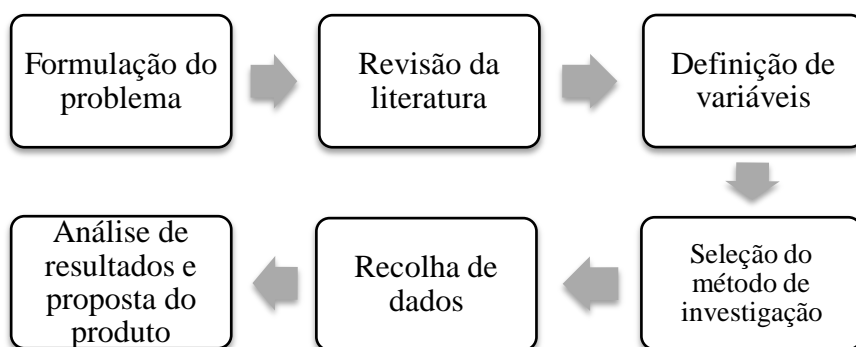 Formulação do
problema
Revisão da
literatura
Definição de
variáveis
Seleção do
método de
investigação
Recolha de
dados
Análise de
resultados e
proposta do
produto